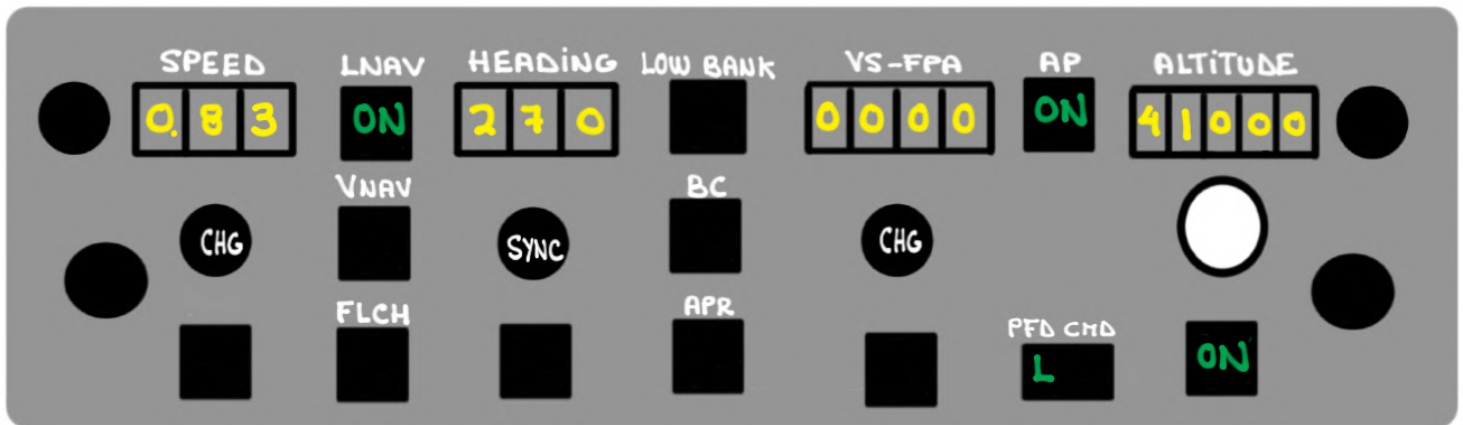 SPEED LNAV HEADiNG LOW BANK VS-FPA AP ALTiTUDE
0.83 ON 270 0000 ON 41000
VNAV BC
CHG SYNC CHG
FLCH APR PFD CMD
L ON